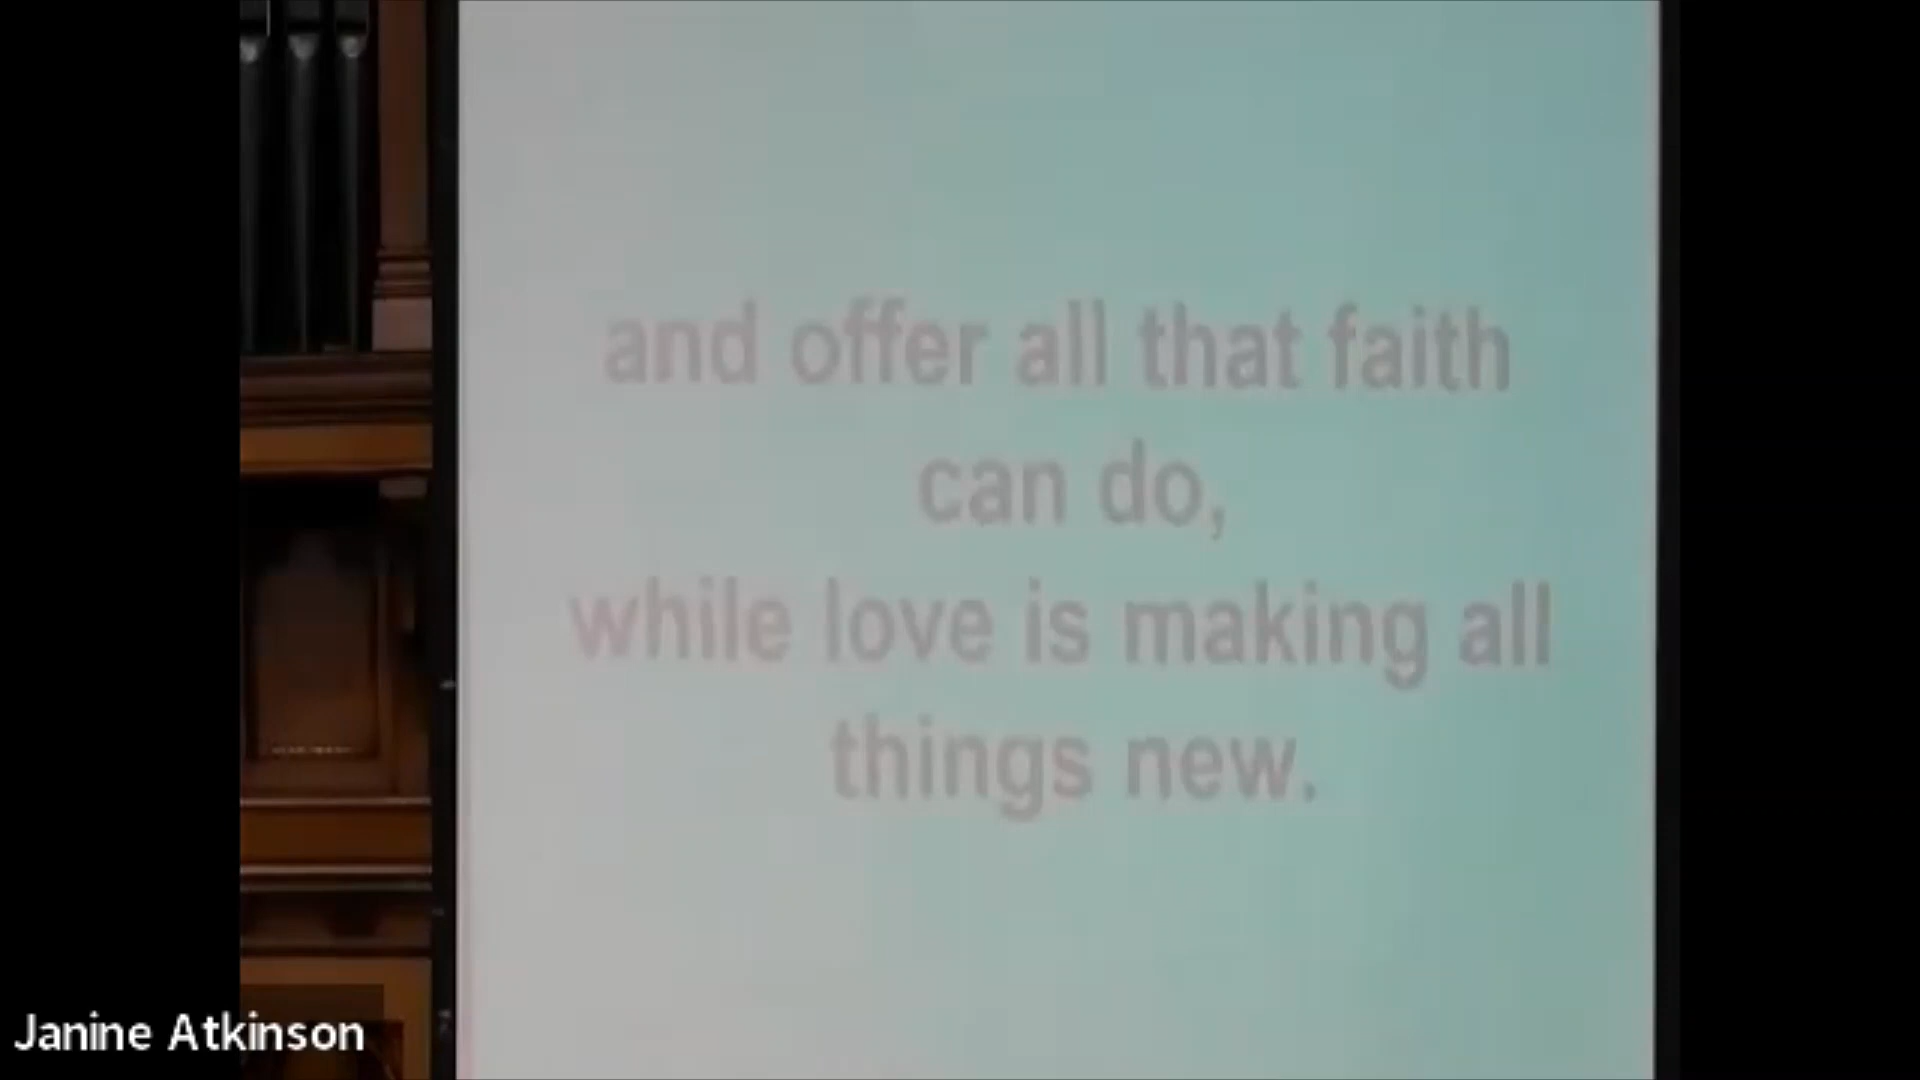 and offer all that faith
can do,
while love is making all
things new.
Janine Atkinson